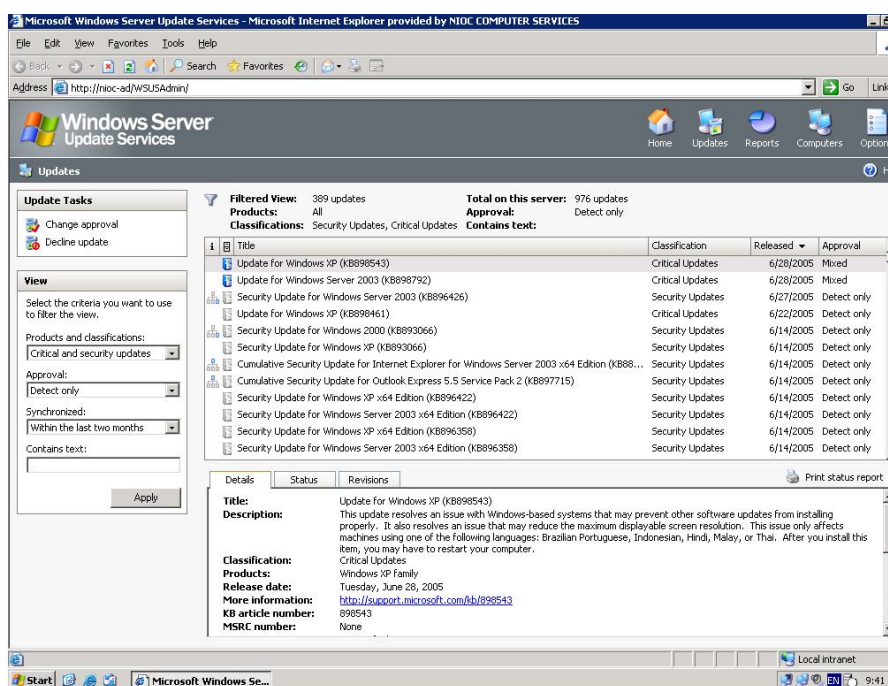 Microsoft Windows Server Update Services - Microsoft Internet Explorer provided by NIOC COMPUTER SERVICES
File Edit View Favorites Tools Help
Back Search Favorites
Address http://nioc-ad/WSUSAdmin/ Go Link
Windows Server
Update Services
Home Updates Reports Computers Option
Updates H
Update Tasks
Change approval
Decline update
View
Select the criteria you want to use
to filter the view.
Products and classifications:
Critical and security updates
Approval:
Detect only
Synchronized:
Within the last two months
Contains text:
Apply
Filtered View: 389 updates Total on this server: 976 updates
Products: All Approval: Detect only
Classifications: Security Updates, Critical Updates Contains text:
i Title Classification Released Approval
Update for Windows XP (KB898543) Critical Updates 6/28/2005 Mixed
Update for Windows Server 2003 (KB898792) Critical Updates 6/28/2005 Mixed
Security Update for Windows Server 2003 (KB896426) Security Updates 6/27/2005 Detect only
Update for Windows XP (KB898461) Critical Updates 6/22/2005 Detect only
Security Update for Windows 2000 (KB893066) Security Updates 6/14/2005 Detect only
Security Update for Windows XP (KB893066) Security Updates 6/14/2005 Detect only
Cumulative Security Update for Internet Explorer for Windows Server 2003 x64 Edition (KB88... Security Updates 6/14/2005 Detect only
Cumulative Security Update for Outlook Express 5.5 Service Pack 2 (KB897715) Security Updates 6/14/2005 Detect only
Security Update for Windows XP x64 Edition (KB896422) Security Updates 6/14/2005 Detect only
Security Update for Windows Server 2003 x64 Edition (KB896422) Security Updates 6/14/2005 Detect only
Security Update for Windows XP x64 Edition (KB896358) Security Updates 6/14/2005 Detect only
Security Update for Windows Server 2003 x64 Edition (KB896358) Security Updates 6/14/2005 Detect only
Details Status Revisions Print status report
Title: Update for Windows XP (KB898543)
Description: This update resolves an issue with Windows-based systems that may prevent other software updates from installing
properly. It also resolves an issue that may reduce the maximum displayable screen resolution. This issue only affects
machines using one of the following languages: Brazilian Portuguese, Indonesian, Hindi, Malay, or Thai. After you install this
item, you may have to restart your computer.
Classification: Critical Updates
Products: Windows XP family
Release date: Tuesday, June 28, 2005
More information: http://support.microsoft.com/kb/898543
KB article number: 898543
MSRC number: None
Local intranet
Start Microsoft Windows Se... EN 9:41